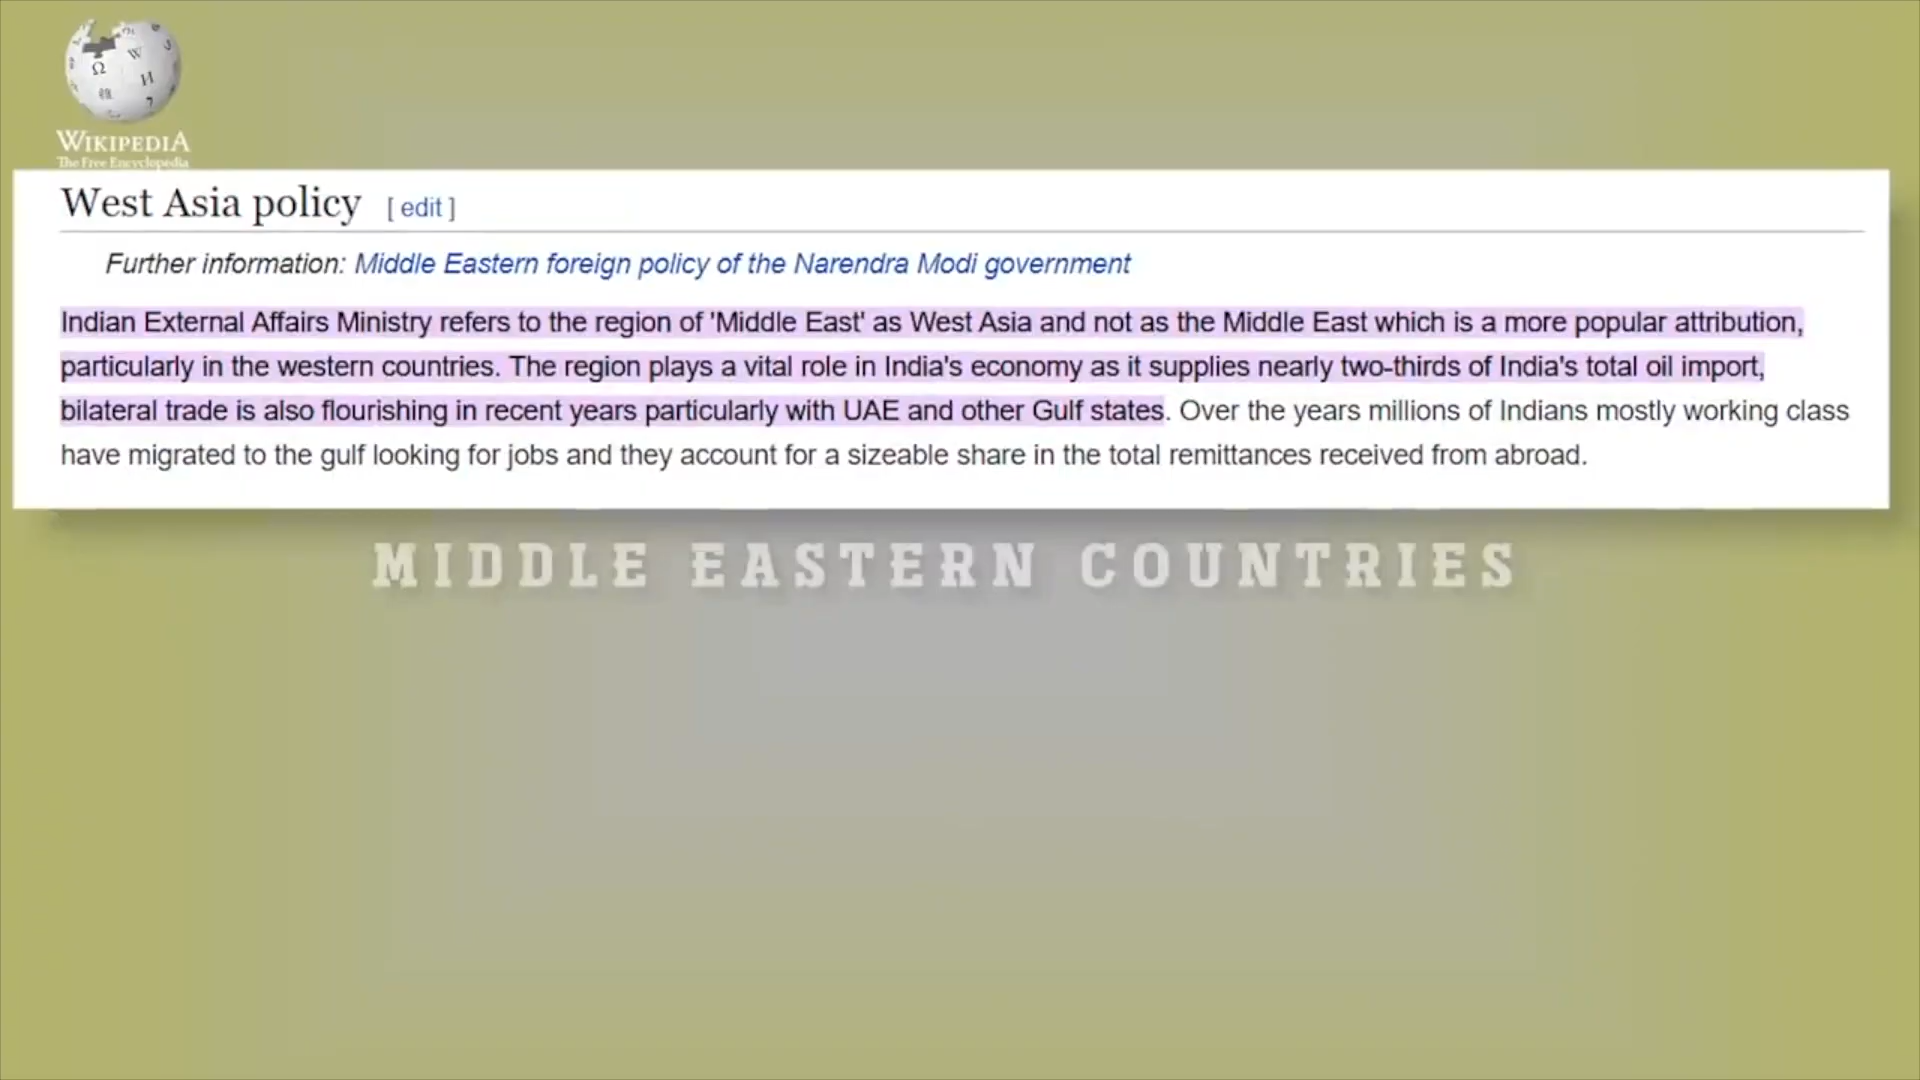 WIKIPEDIA
The Free Encyclopedia
West Asia policy [ edit ]
Further information: Middle Eastern foreign policy of the Narendra Modi government
Indian External Affairs Ministry refers to the region of 'Middle East' as West Asia and not as the Middle East which is a more popular attribution,
particularly in the western countries. The region plays a vital role in India's economy as it supplies nearly two-thirds of India's total oil import,
bilateral trade is also flourishing in recent years particularly with UAE and other Gulf states. Over the years millions of Indians mostly working class
have migrated to the gulf looking for jobs and they account for a sizeable share in the total remittances received from abroad.
MIDDLE EASTERN COUNTRIES